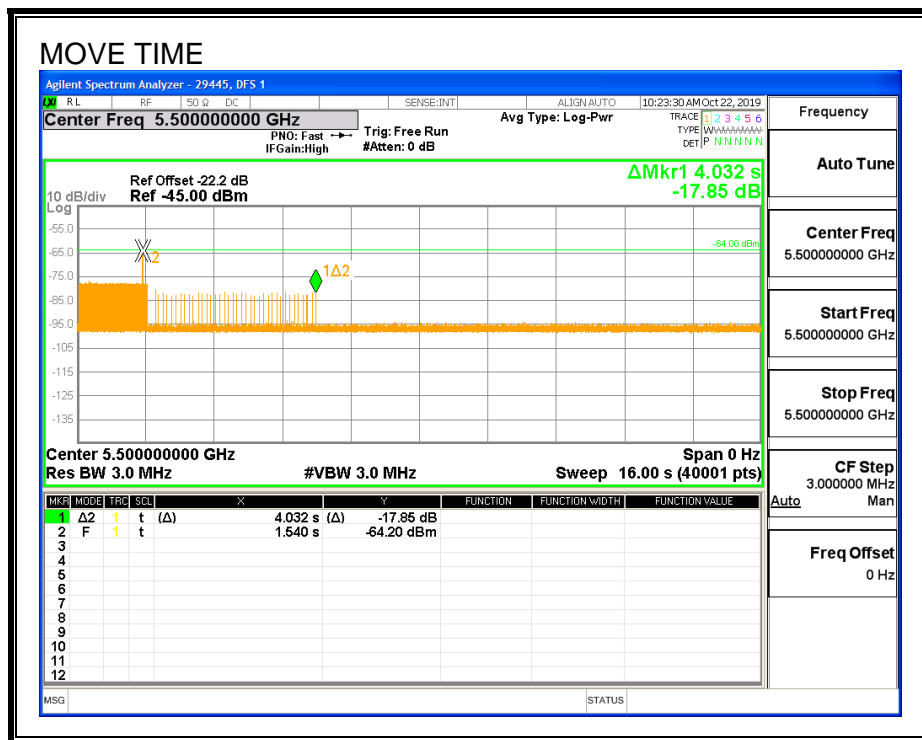 MOVE TIME
Agilent Spectrum Analyzer - 29445, DFS 1
LXI RL RF 50 Ω DC SENSE:INT ALIGN AUTO 10:23:30 AM Oct 22, 2019
Center Freq 5.500000000 GHz
Avg Type: Log-Pwr
TRACE 1 2 3 4 5 6
PNO: Fast
Trig: Free Run
TYPE W
IFGain:High
#Atten: 0 dB
DET P N N N N N
Frequency
Auto Tune
Center Freq
5.500000000 GHz
Start Freq
5.500000000 GHz
Stop Freq
5.500000000 GHz
CF Step
3.000000 MHz
Auto Man
Freq Offset
0 Hz
ΔMkr1 4.032 s
-17.85 dB
Ref Offset -22.2 dB
10 dB/div Ref -45.00 dBm
Log
-55.0
-64.00 dBm
-65.0
2
1Δ2
-75.0
-85.0
-95.0
-105
-115
-125
-135
Center 5.500000000 GHz Span 0 Hz
Res BW 3.0 MHz #VBW 3.0 MHz Sweep 16.00 s (40001 pts)
MKR MODE TRC SCL X Y FUNCTION FUNCTION WIDTH FUNCTION VALUE
1 Δ2 1 t (Δ) 4.032 s (Δ) -17.85 dB
2 F 1 t 1.540 s -64.20 dBm
3
4
5
6
7
8
9
10
11
12
MSG STATUS